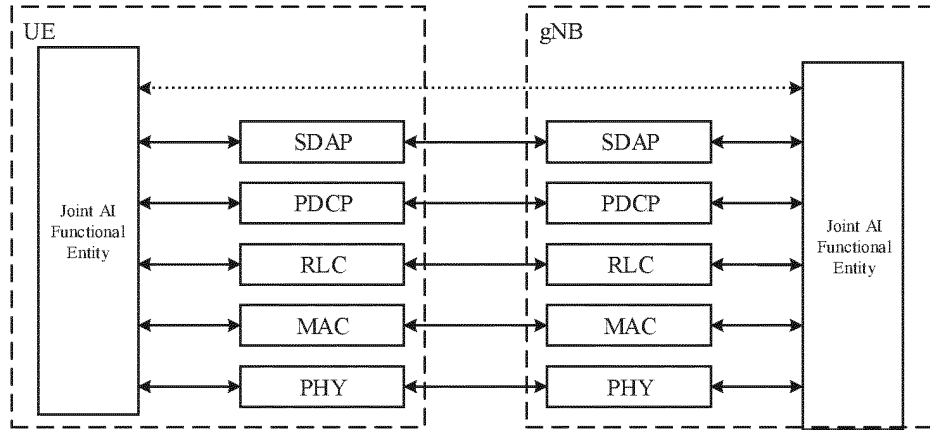 UE
gNB
SDAP
SDAP
PDCP
PDCP
Joint AI
Functional
Entity
Joint AI
Functional
Entity
RLC
RLC
MAC
MAC
PHY
PHY